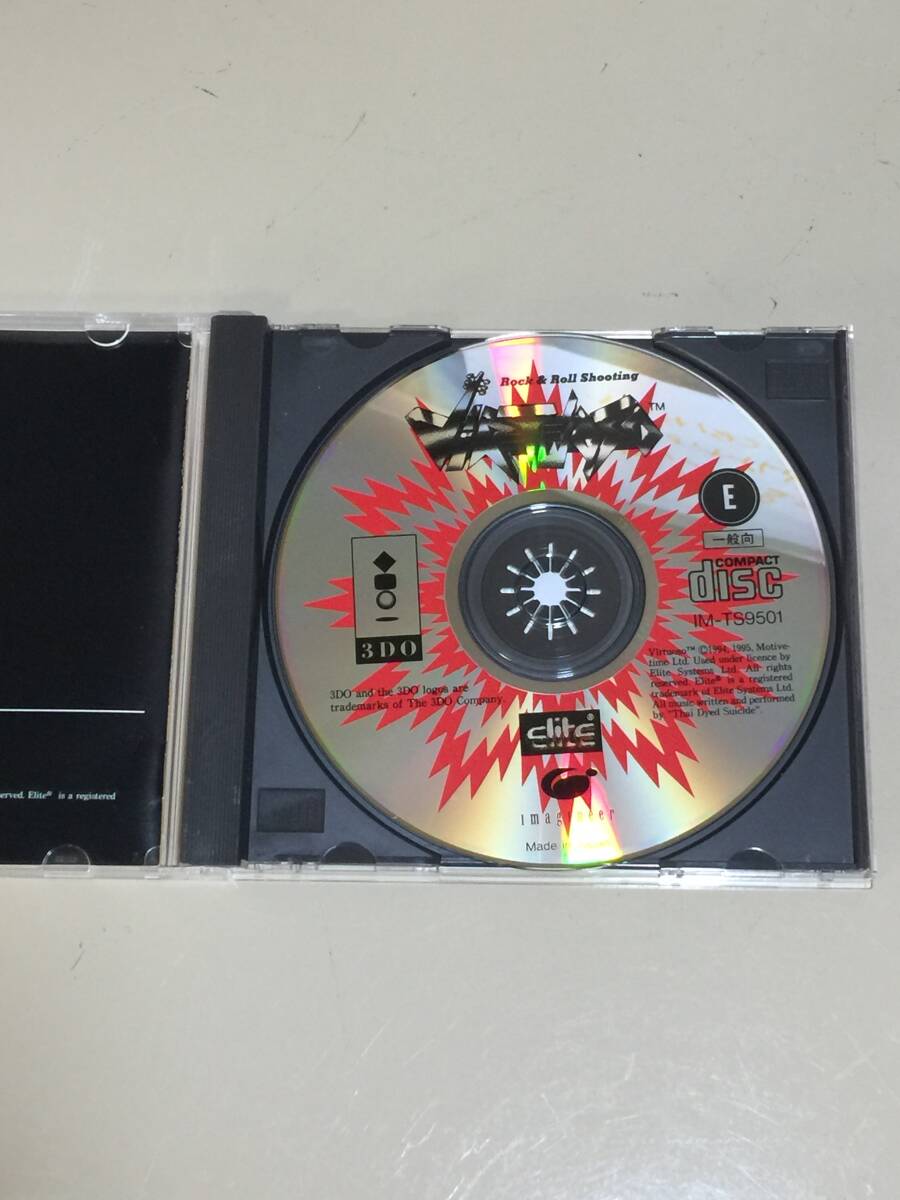 Rock & Roll Shooting
VIRTUOSO™
E
一般向
COMPACT
disc
IM-TS9501
3DO
3DO and the 3DO logos are
trademarks of The 3DO Company.
Virtuoso™ ©1994, 1995, Motive-
time Ltd. Used under licence by
Elite Systems Ltd. All rights
reserved. Elite® is a registered
trademark of Elite Systems Ltd.
All music written and performed
by "Thai Dyed Suicide".
elite®
imagineer
Made in
erved. Elite® is a registered